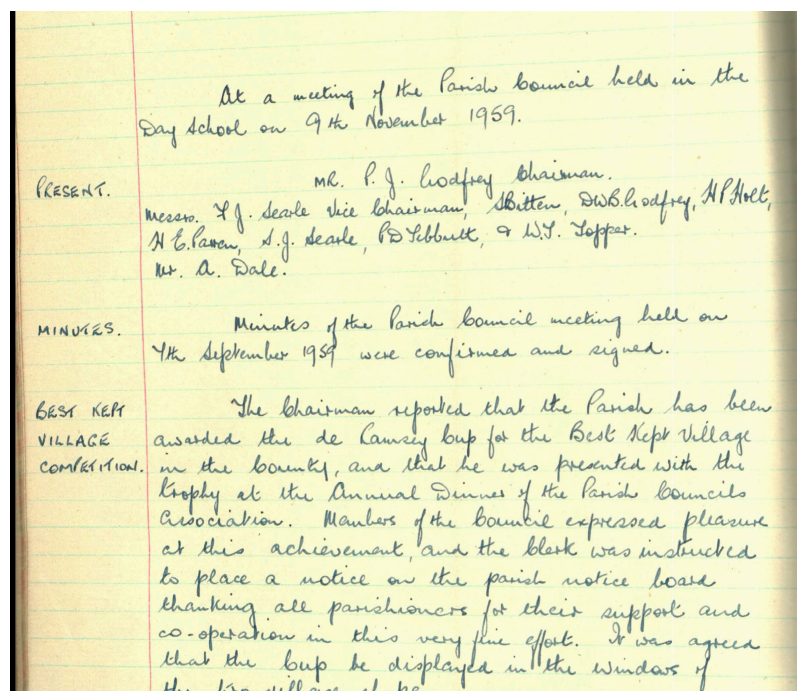 At a meeting of the Parish Council held in the
Day School on 9th November 1959.
PRESENT.
MR. P. J. Godfrey Chairman.
Messrs. F. J. Searle Vice Chairman, Bitten, DWB. Godfrey, H P Holt,
H E. Parren, S. J. Searle, P D Tebbutt, & W. T. Topper.
Mr. A. Dale.
MINUTES.
Minutes of the Parish Council meeting held on
7th September 1959 were confirmed and signed.
BEST KEPT
VILLAGE
COMPETITION.
The Chairman reported that the Parish has been
awarded the de Ramsey Cup for the Best Kept Village
in the County, and that he was presented with the
trophy at the Annual Dinner of the Parish Councils
Association. Members of the Council expressed pleasure
at this achievement, and the Clerk was instructed
to place a notice on the parish notice board
thanking all parishioners for their support and
co-operation in this very fine effort. It was agreed
that the Cup be displayed in the windows of
the two village